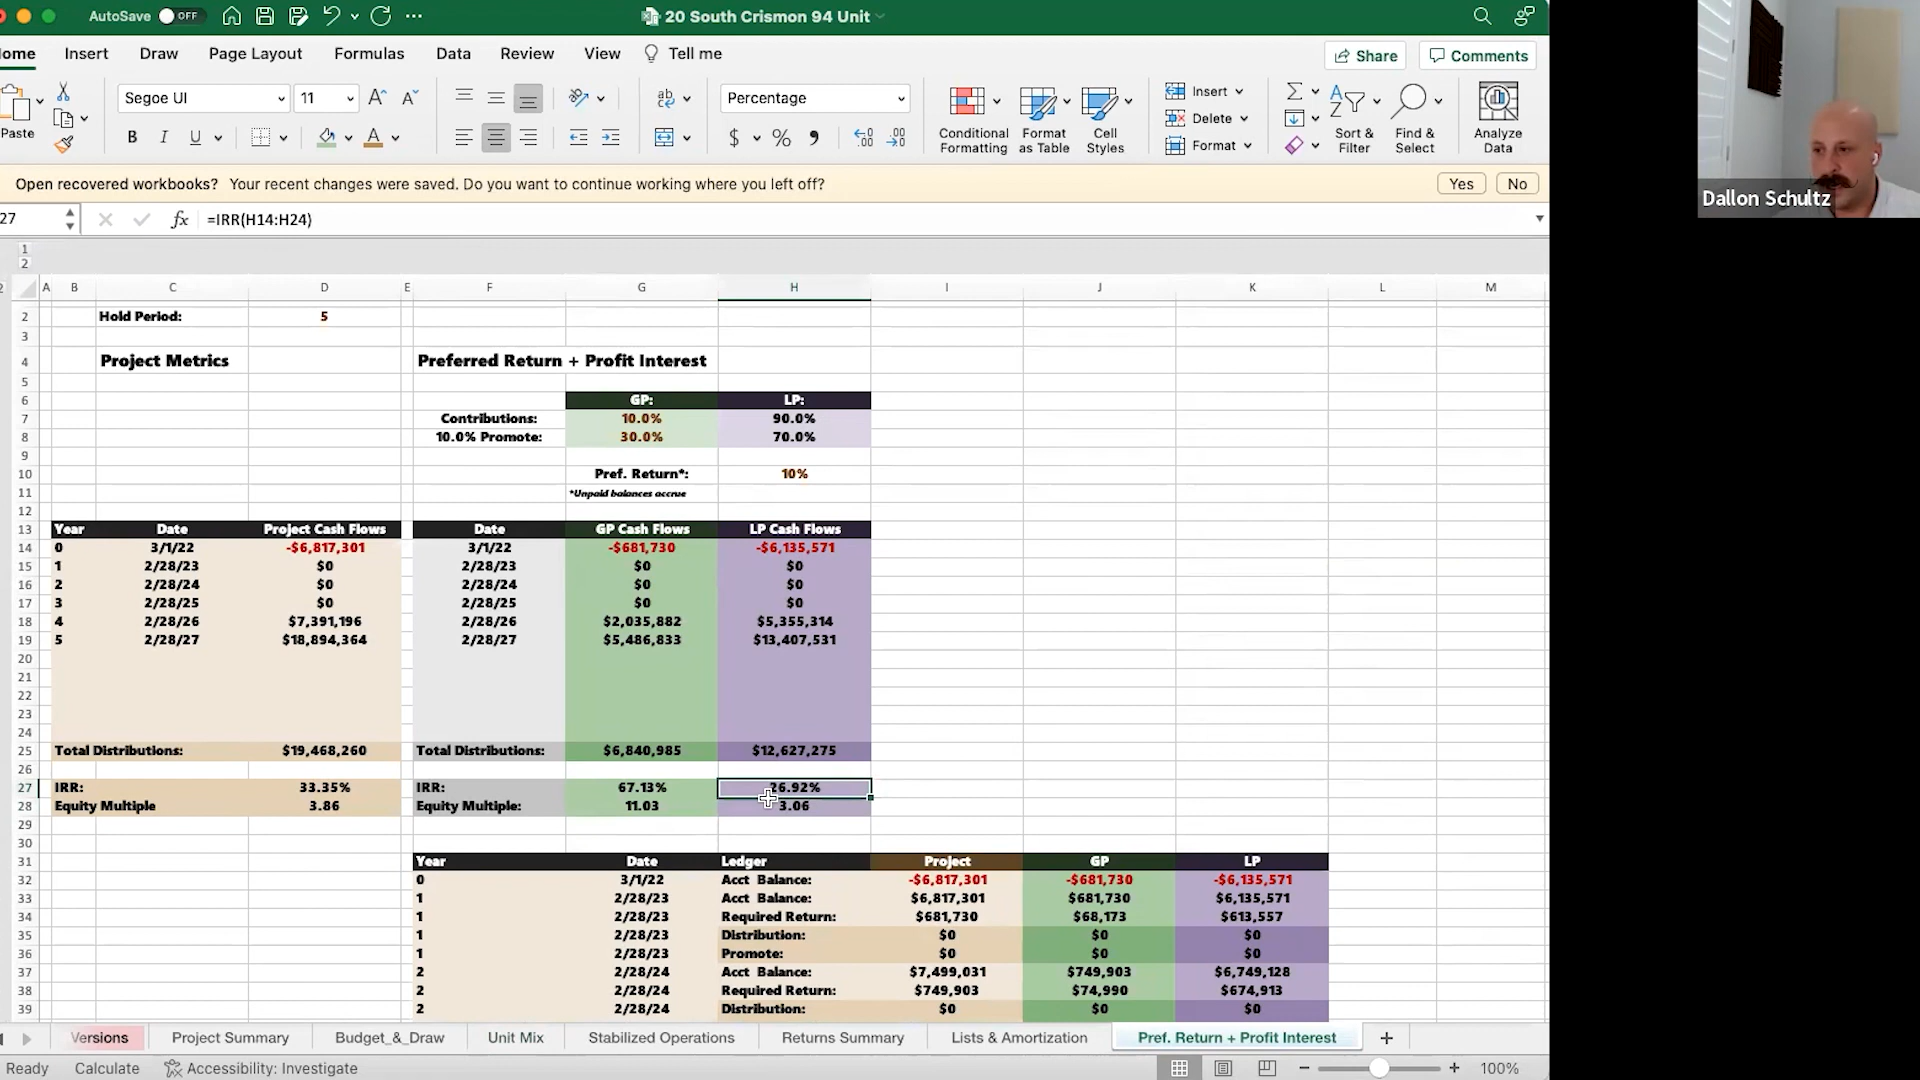 AutoSave OFF 20 South Crismon 94 Unit
ome Insert Draw Page Layout Formulas Data Review View Tell me Share Comments
Segoe UI 11 Percentage Insert
Delete
Paste Conditional Formatting Format as Table Cell Styles Format Sort & Filter Find & Select Analyze Data
Open recovered workbooks? Your recent changes were saved. Do you want to continue working where you left off? Yes No
27 fx =IRR(H14:H24)
1
2
A B C D E F G H I J K L M
2 Hold Period: 5
3
4 Project Metrics Preferred Return + Profit Interest
5
6 GP: LP:
7 Contributions: 10.0% 90.0%
8 10.0% Promote: 30.0% 70.0%
9
10 Pref. Return*: 10%
11 *Unpaid balances accrue
12
13 Year Date Project Cash Flows Date GP Cash Flows LP Cash Flows
14 0 3/1/22 -$6,817,301 3/1/22 -$681,730 -$6,135,571
15 1 2/28/23 $0 2/28/23 $0 $0
16 2 2/28/24 $0 2/28/24 $0 $0
17 3 2/28/25 $0 2/28/25 $0 $0
18 4 2/28/26 $7,391,196 2/28/26 $2,035,882 $5,355,314
19 5 2/28/27 $18,894,364 2/28/27 $5,486,833 $13,407,531
20
21
22
23
24
25 Total Distributions: $19,468,260 Total Distributions: $6,840,985 $12,627,275
26
27 IRR: 33.35% IRR: 67.13% 26.92%
28 Equity Multiple 3.86 Equity Multiple: 11.03 3.06
29
30
31 Year Date Ledger Project GP LP
32 0 3/1/22 Acct Balance: -$6,817,301 -$681,730 -$6,135,571
33 1 2/28/23 Acct Balance: $6,817,301 $681,730 $6,135,571
34 1 2/28/23 Required Return: $681,730 $68,173 $613,557
35 1 2/28/23 Distribution: $0 $0 $0
36 1 2/28/23 Promote: $0 $0 $0
37 2 2/28/24 Acct Balance: $7,499,031 $749,903 $6,749,128
38 2 2/28/24 Required Return: $749,903 $74,990 $674,913
39 2 2/28/24 Distribution: $0 $0 $0
Versions Project Summary Budget_&_Draw Unit Mix Stabilized Operations Returns Summary Lists & Amortization Pref. Return + Profit Interest
Ready Calculate Accessibility: Investigate 100%
Dallon Schultz